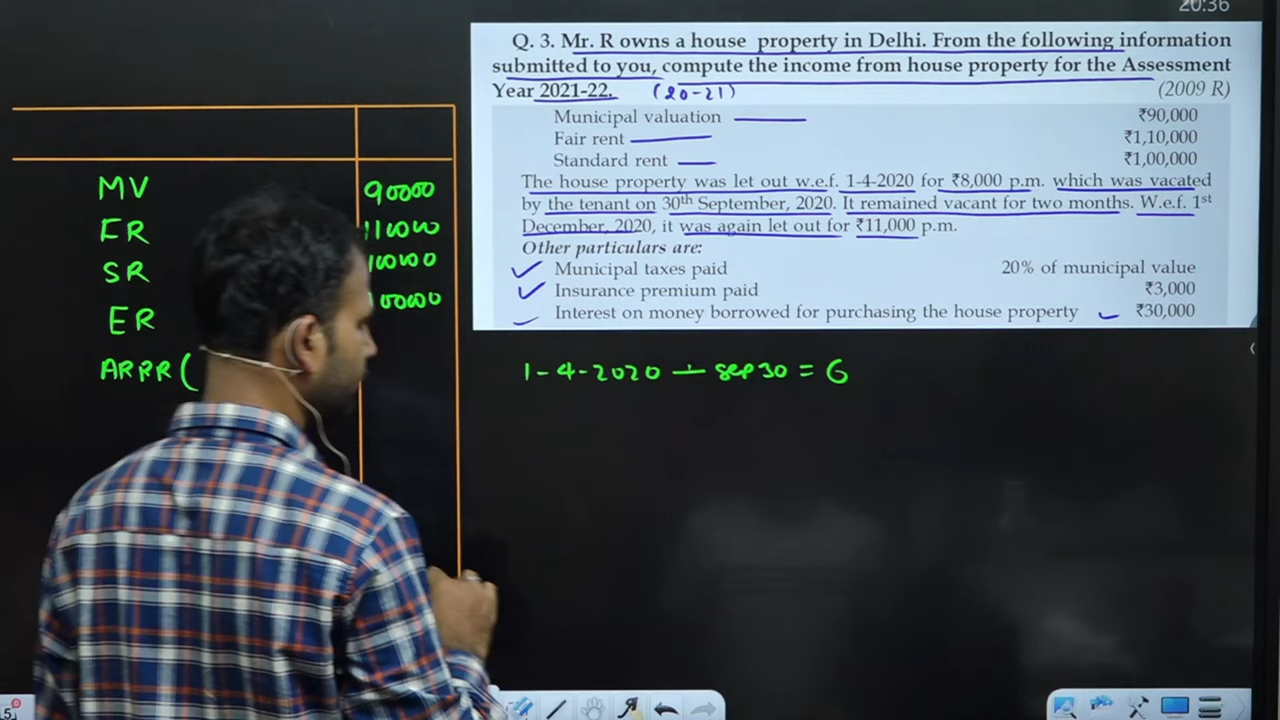 20:36
Q. 3. Mr. R owns a house property in Delhi. From the following information
submitted to you, compute the income from house property for the Assessment
Year 2021-22. (20-21) (2009 R)
Municipal valuation ₹90,000
Fair rent ₹1,10,000
Standard rent ₹1,00,000
The house property was let out w.e.f. 1-4-2020 for ₹8,000 p.m. which was vacated
by the tenant on 30th September, 2020. It remained vacant for two months. W.e.f. 1st
December, 2020, it was again let out for ₹11,000 p.m.
Other particulars are:
Municipal taxes paid 20% of municipal value
Insurance premium paid ₹3,000
Interest on money borrowed for purchasing the house property ₹30,000
MV 90000
FR 110000
SR 100000
ER 100000
ARRR (
1-4-2020 — sep 30 = 6